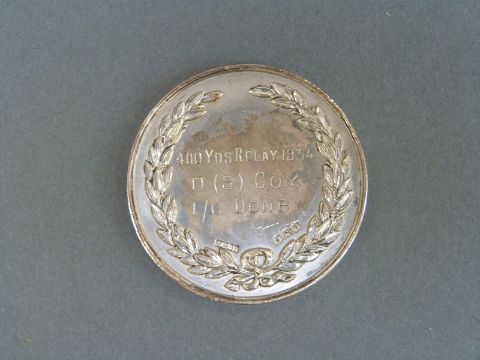 400 YDS RELAY 1934
D (S) COY
L/C DENBY